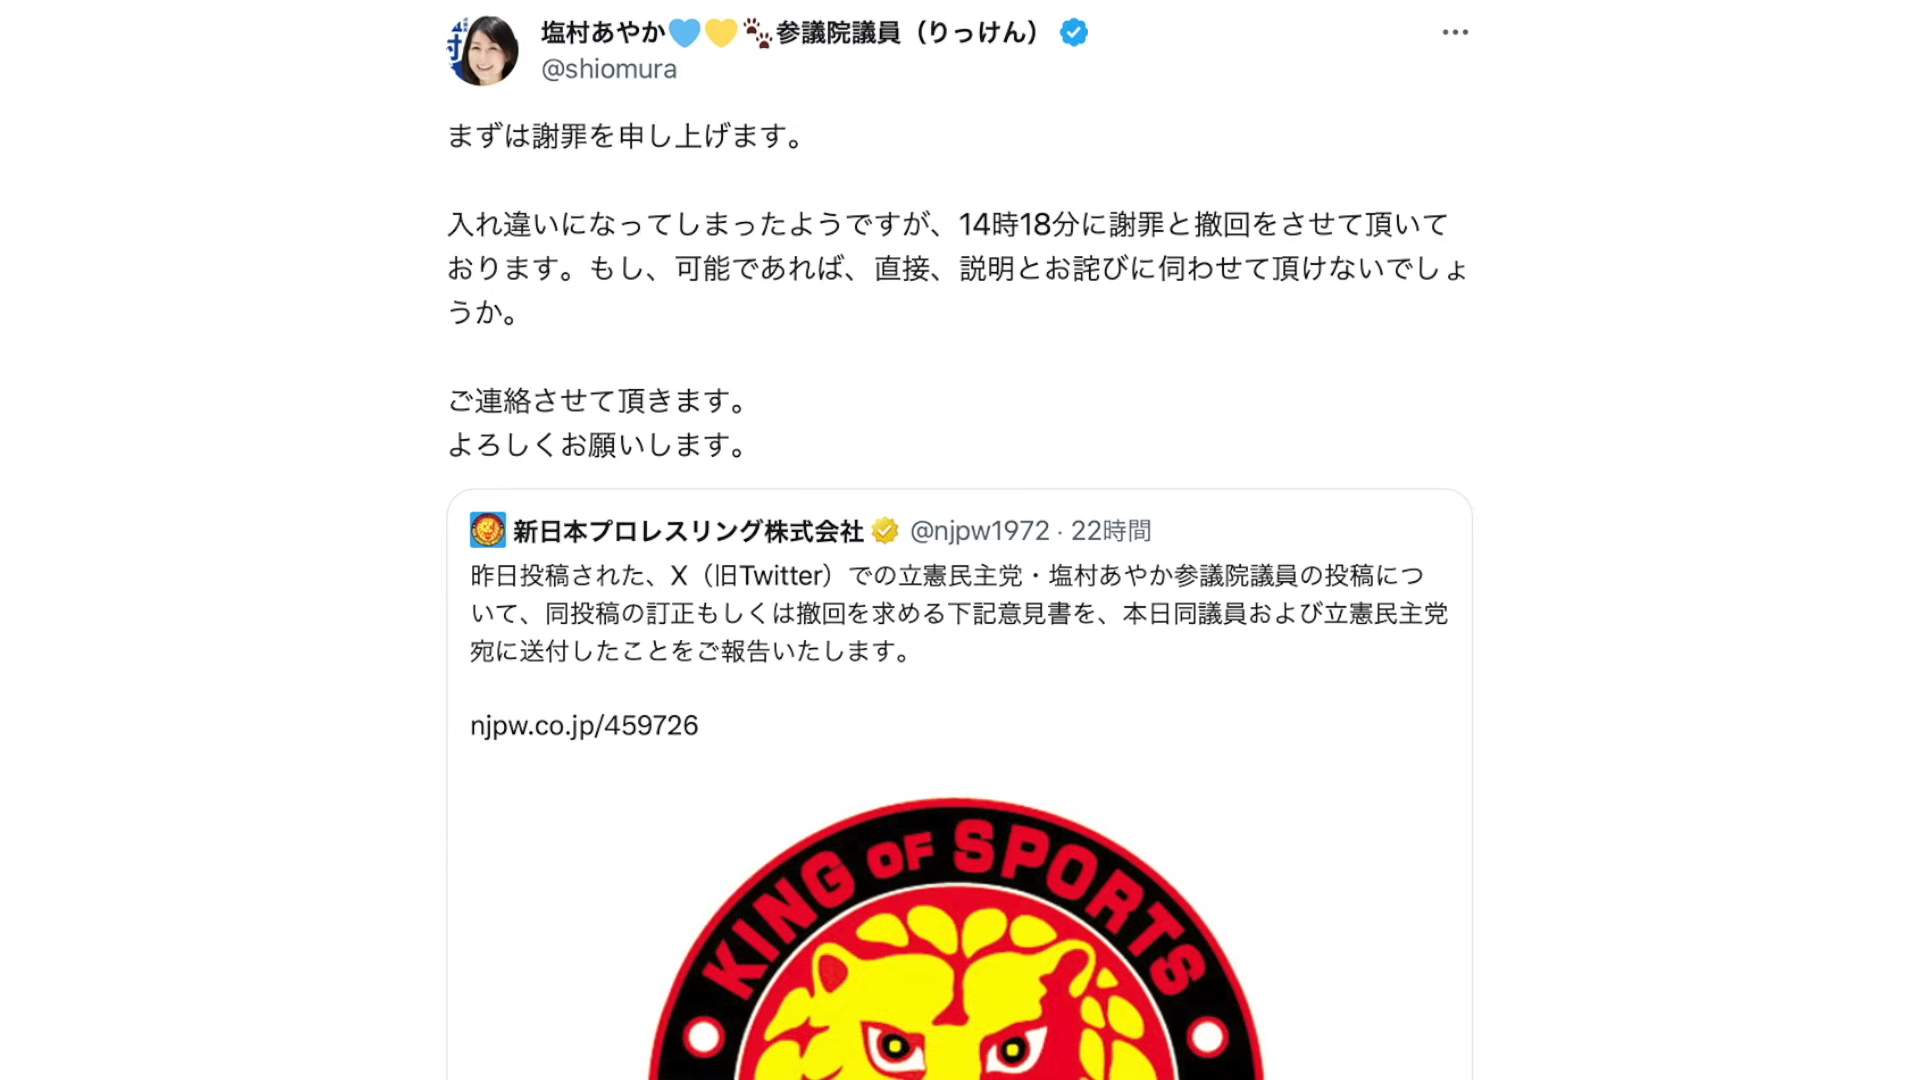 塩村あやか💙💛🐾参議院議員（りっけん）
@shiomura
まずは謝罪を申し上げます。
入れ違いになってしまったようですが、14時18分に謝罪と撤回をさせて頂いて
おります。もし、可能であれば、直接、説明とお詫びに伺わせて頂けないでしょ
うか。
ご連絡させて頂きます。
よろしくお願いします。
新日本プロレスリング株式会社 @njpw1972 · 22時間
昨日投稿された、X（旧Twitter）での立憲民主党・塩村あやか参議院議員の投稿につ
いて、同投稿の訂正もしくは撤回を求める下記意見書を、本日同議員および立憲民主党
宛に送付したことをご報告いたします。
njpw.co.jp/459726
KING OF SPORTS